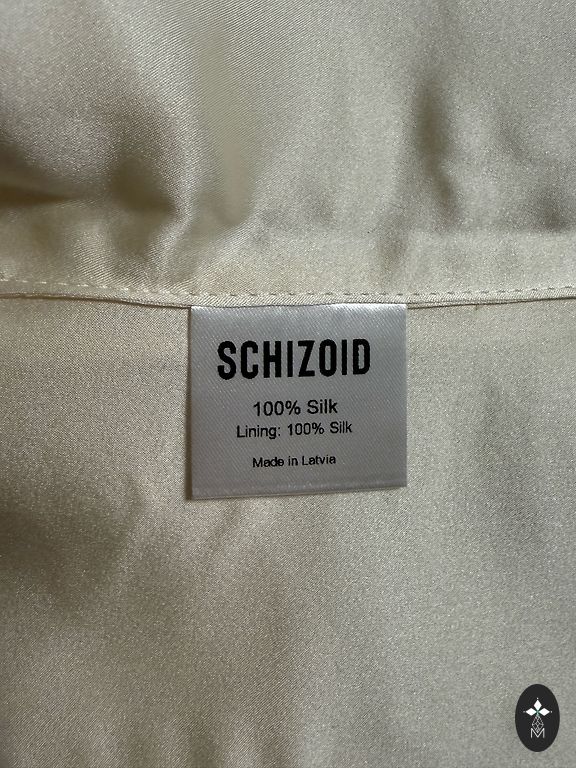 SCHIZOID
100% Silk
Lining: 100% Silk
Made in Latvia
M